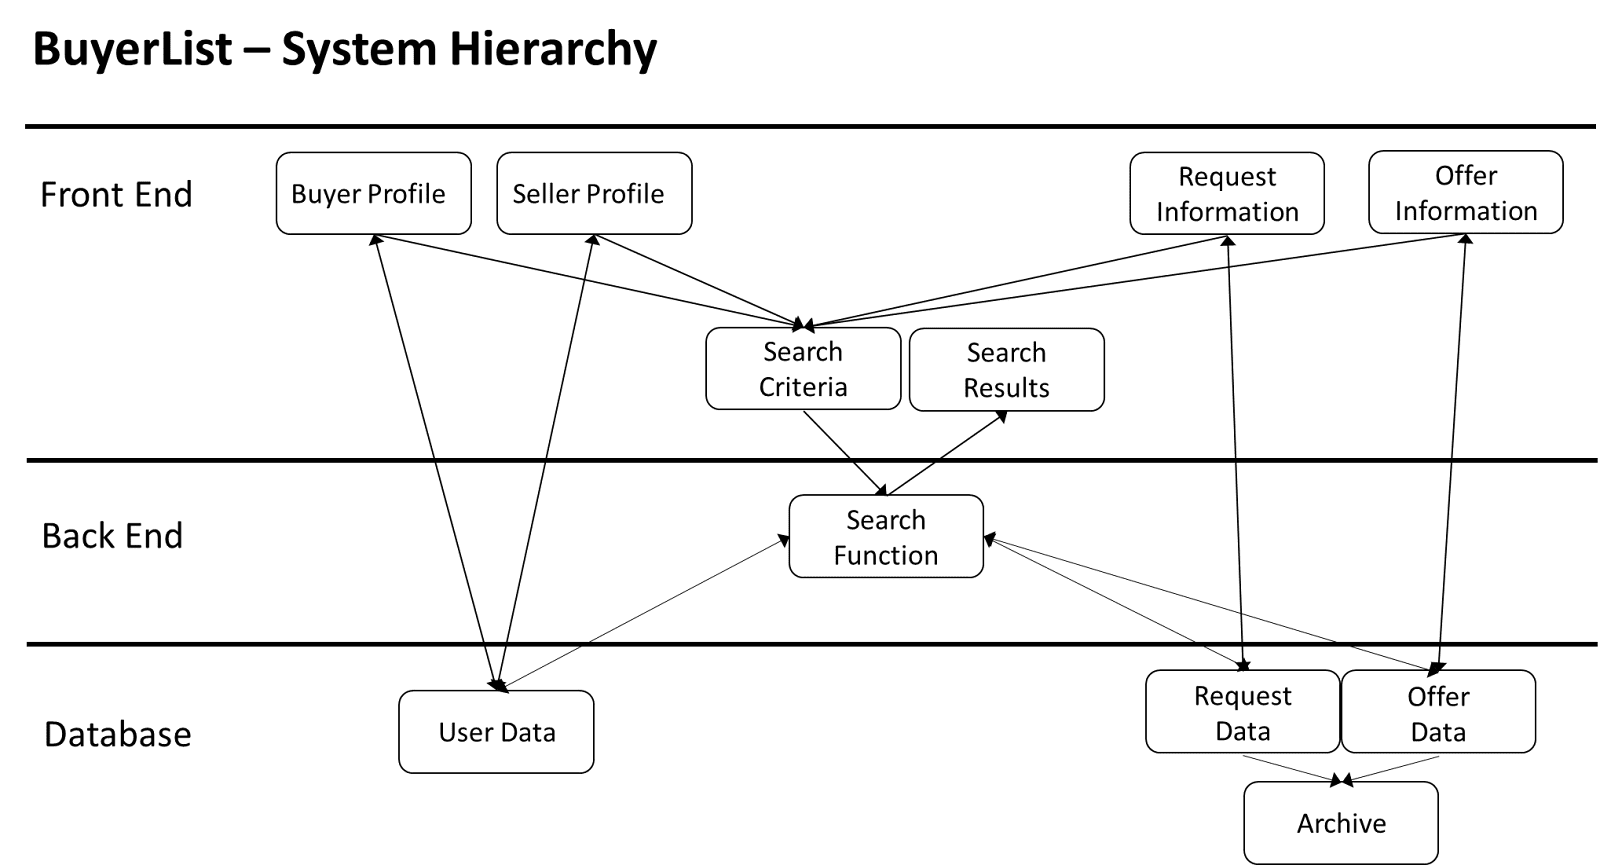 BuyerList – System Hierarchy
Front End
Buyer Profile
Seller Profile
Request
Information
Offer
Information
Search
Criteria
Search
Results
Back End
Search
Function
Database
User Data
Request
Data
Offer
Data
Archive